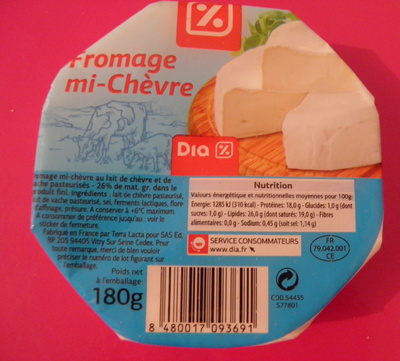 %
Fromage
mi-Chèvre
Dia %
Fromage mi-chèvre au lait de chèvre et de
vache pasteurisés - 26% mat. gr. dans le
produit fini. Ingrédients : lait de chèvre pasteurisé,
lait de vache pasteurisé, sel, ferments lactiques, flore
d'affinage, présure. A conserver à +6°C maximum.
A consommer de préférence jusqu'au : voir le
sticker de fermeture.
Fabriqué en France par Terra Lacta pour SAS Ed,
BP 205 94405 Vitry Sur Seine Cedex. Pour
toute remarque, merci de bien vouloir
préciser le numéro de lot figurant sur
l'emballage.
Nutrition
Valeurs énergétique et nutritionnelles moyennes pour 100g:
Energie: 1285 KJ (310 kcal) - Protéines: 18,0 g - Glucides: 1,0 g (dont
sucres: 1,0 g) - Lipides: 26,0 g (dont saturés: 19,0 g) - Fibres
alimentaires: 0,0 g - Sodium: 0,45 g (soit sel: 1,14 g)
SERVICE CONSOMMATEURS
www.dia.fr
FR
79.042.001
CE
Poids net
à l'emballage
180g
8 480017 093691
COD.54435
S77801